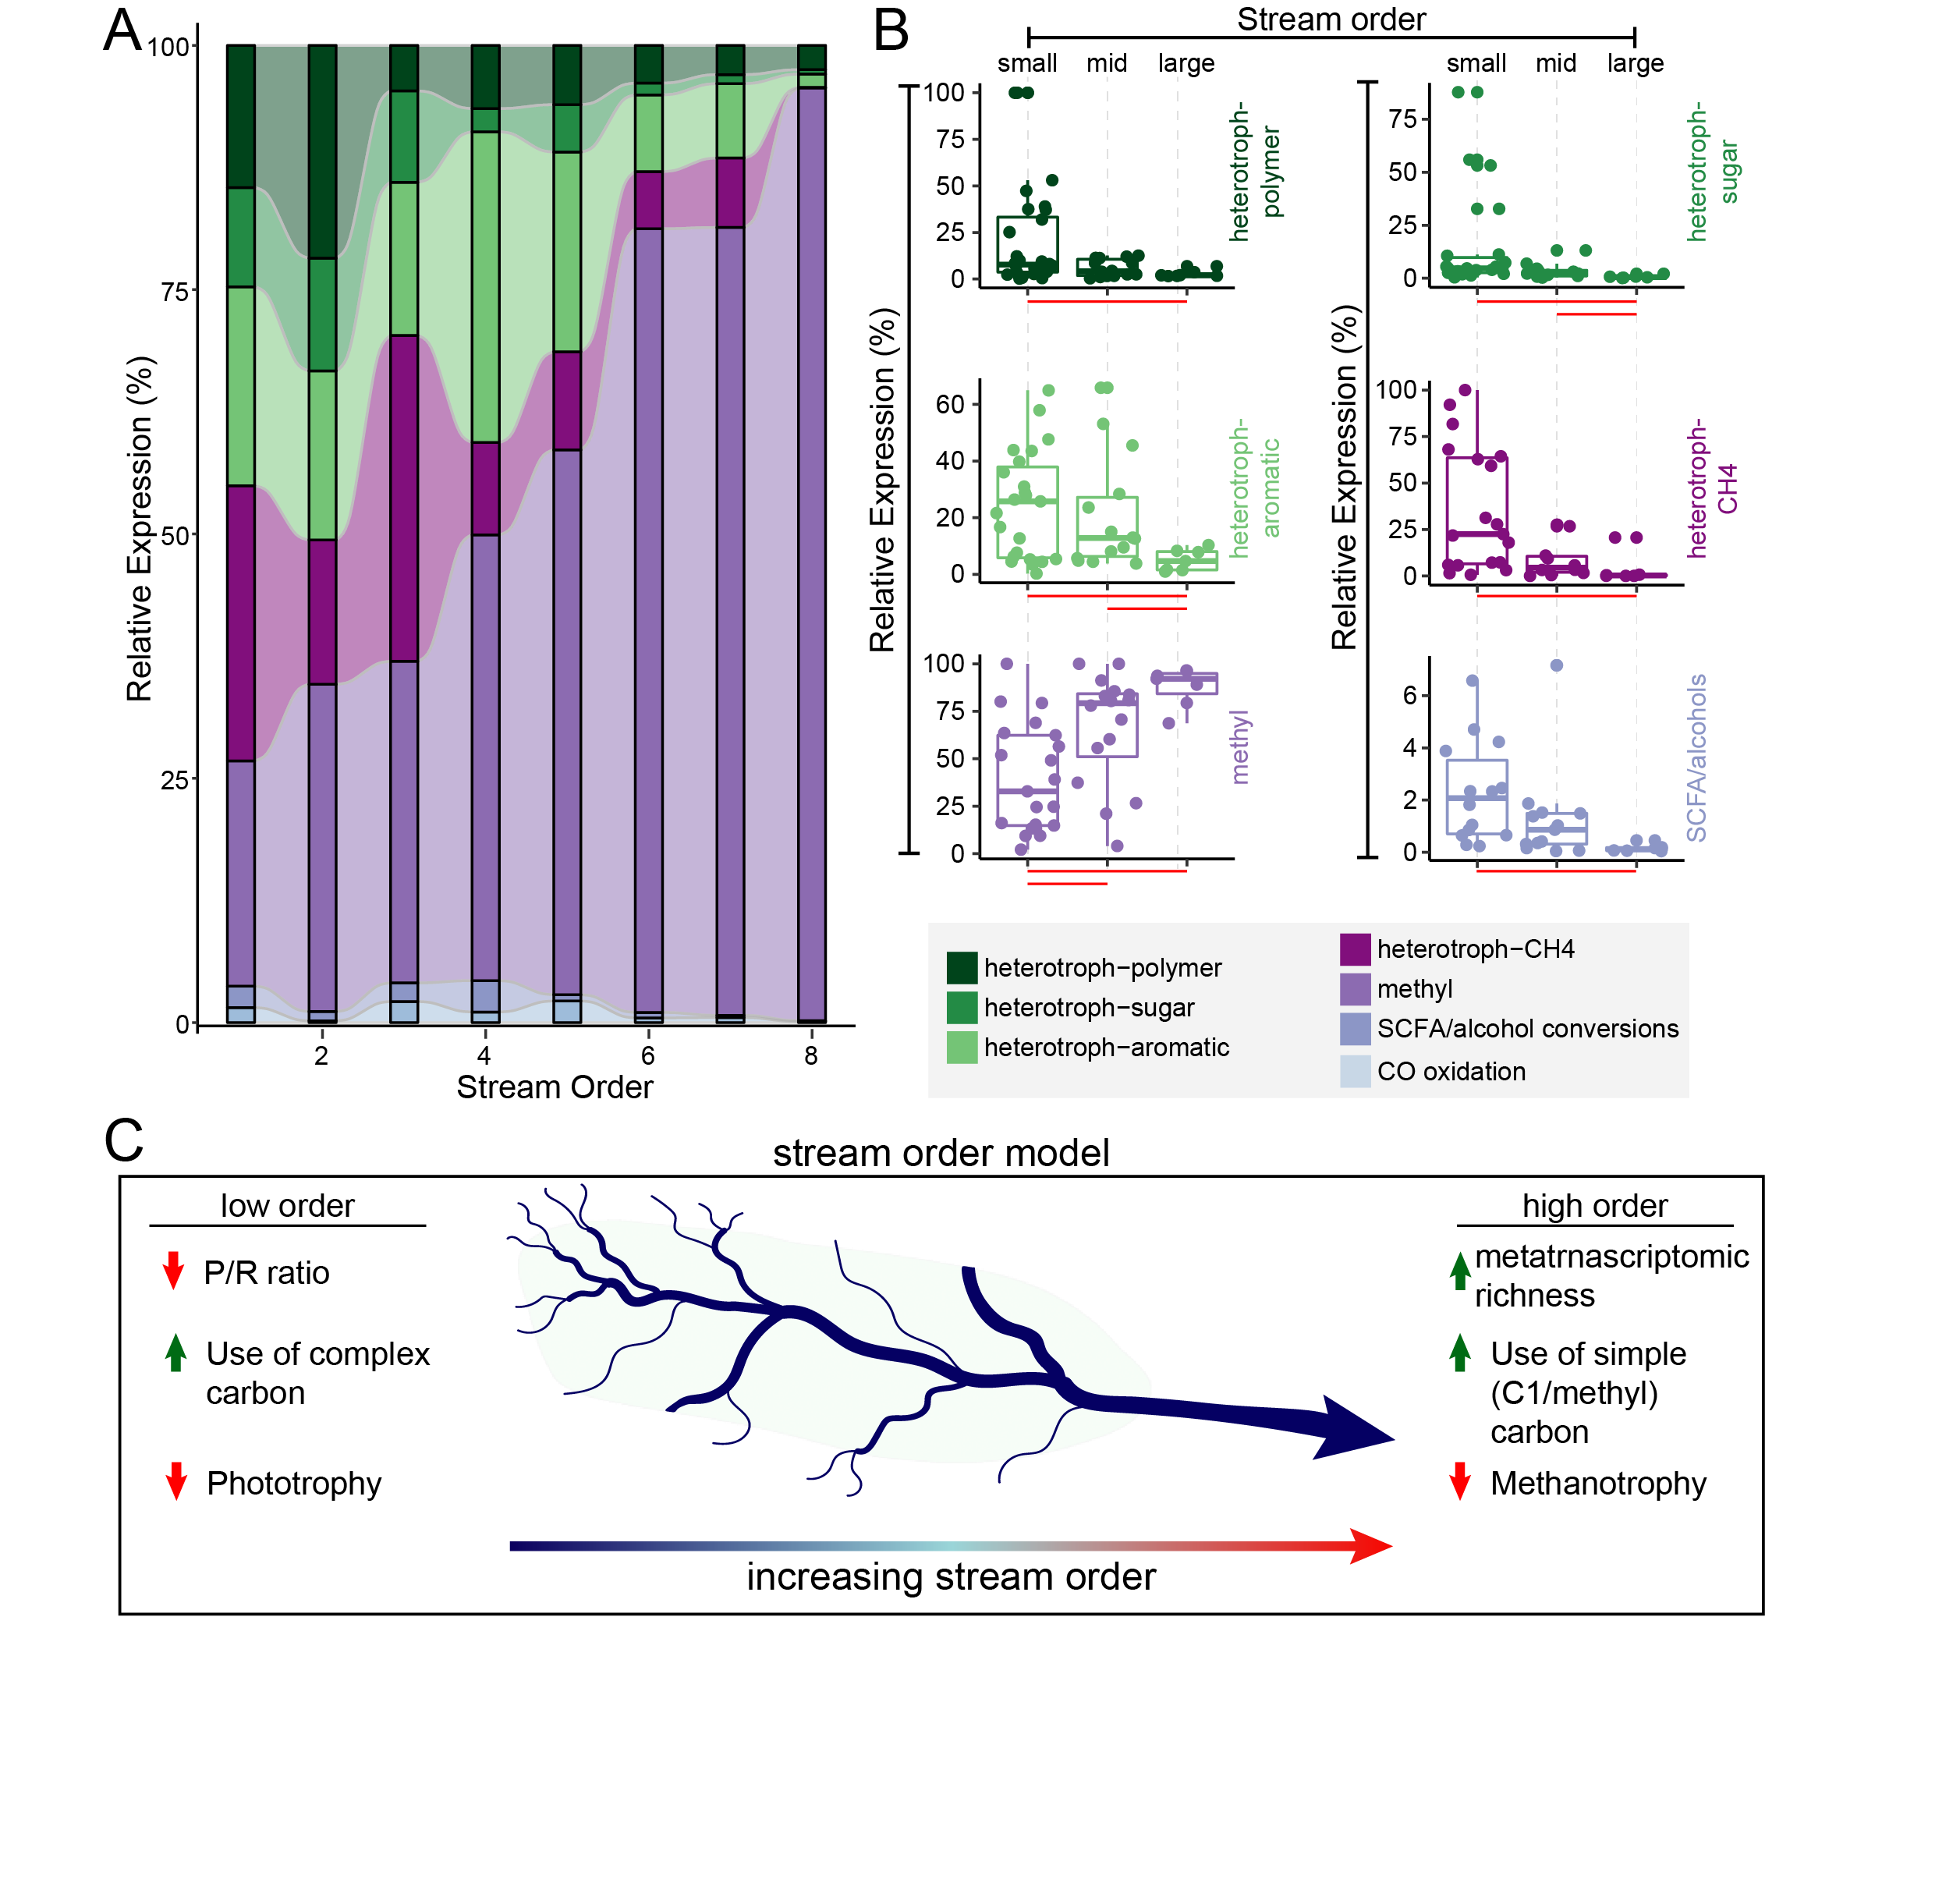 A
100
75
50
25
0
Relative Expression (%)
2
4
6
8
Stream Order
B
Stream order
small
mid
large
small
mid
large
Relative Expression (%)
100
75
50
25
0
heterotroph-
polymer
60
40
20
0
heterotroph-
aromatic
100
75
50
25
0
methyl
Relative Expression (%)
75
50
25
0
heterotroph-
sugar
100
75
50
25
0
heterotroph-
CH4
6
4
2
0
SCFA/alcohols
heterotroph−polymer
heterotroph−sugar
heterotroph−aromatic
heterotroph−CH4
methyl
SCFA/alcohol conversions
CO oxidation
C
stream order model
low order
P/R ratio
Use of complex
carbon
Phototrophy
high order
metatrnascriptomic
richness
Use of simple
(C1/methyl)
carbon
Methanotrophy
increasing stream order